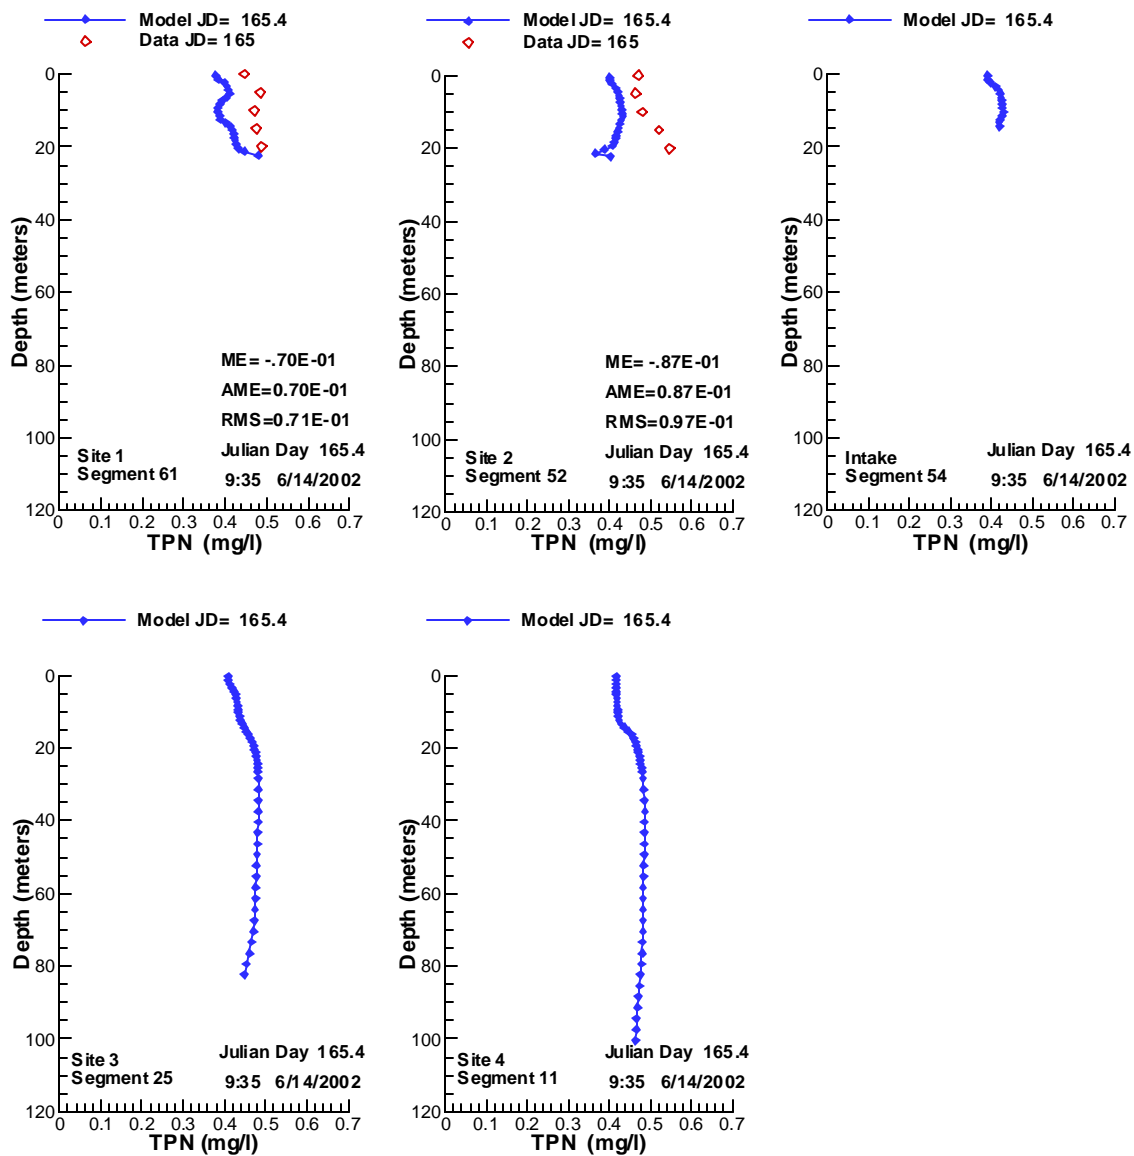 Model JD= 165.4
Data JD= 165
0
20
40
60
80
100
120
Depth (meters)
ME= -.70E-01
AME=0.70E-01
RMS=0.71E-01
Site 1
Segment 61
Julian Day 165.4
9:35 6/14/2002
0 0.1 0.2 0.3 0.4 0.5 0.6 0.7
TPN (mg/l)
Model JD= 165.4
Data JD= 165
0
20
40
60
80
100
120
Depth (meters)
ME= -.87E-01
AME=0.87E-01
RMS=0.97E-01
Site 2
Segment 52
Julian Day 165.4
9:35 6/14/2002
0 0.1 0.2 0.3 0.4 0.5 0.6 0.7
TPN (mg/l)
Model JD= 165.4
0
20
40
60
80
100
120
Depth (meters)
Intake
Segment 54
Julian Day 165.4
9:35 6/14/2002
0 0.1 0.2 0.3 0.4 0.5 0.6 0.7
TPN (mg/l)
Model JD= 165.4
0
20
40
60
80
100
120
Depth (meters)
Site 3
Segment 25
Julian Day 165.4
9:35 6/14/2002
0 0.1 0.2 0.3 0.4 0.5 0.6 0.7
TPN (mg/l)
Model JD= 165.4
0
20
40
60
80
100
120
Depth (meters)
Site 4
Segment 11
Julian Day 165.4
9:35 6/14/2002
0 0.1 0.2 0.3 0.4 0.5 0.6 0.7
TPN (mg/l)